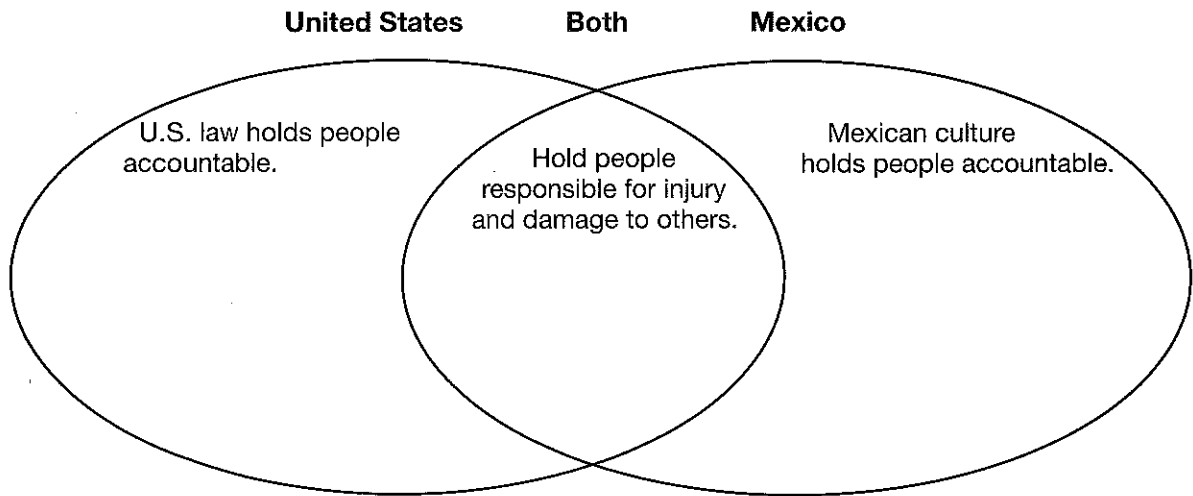 United States Both Mexico
U.S. law holds people
accountable.
Hold people
responsible for injury
and damage to others.
Mexican culture
holds people accountable.